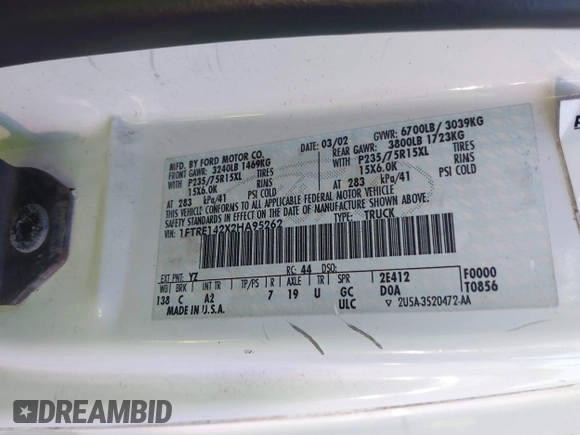 MFD. BY FORD MOTOR CO.
DATE: 03/02 GVWR: 6700LB/ 3039KG
FRONT GAWR: 3240LB 1469KG REAR GAWR: 3800LB 1723KG
WITH P235/75R15XL TIRES WITH P235/75R15XL TIRES
15X6.0K RIMS 15X6.0K RIMS
AT 283 kPa/41 PSI COLD AT 283 kPa/41 PSI COLD
THIS VEHICLE CONFORMS TO ALL APPLICABLE FEDERAL MOTOR VEHICLE
SAFETY STANDARDS IN EFFECT ON THE DATE OF MANUFACTURE SHOWN ABOVE.
VIN: 1FTRE142X2HA95262
TYPE: TRUCK
EXT PNT: YZ RC: 44 DSO: F0000
WB BRK INT TR TP/PS R AXLE TR SPR 2E412 T0856
138 C A2 7 19 U GC D0A
MADE IN U.S.A. ULC ▽ 2U5A-3520472-AA
DREAMBID